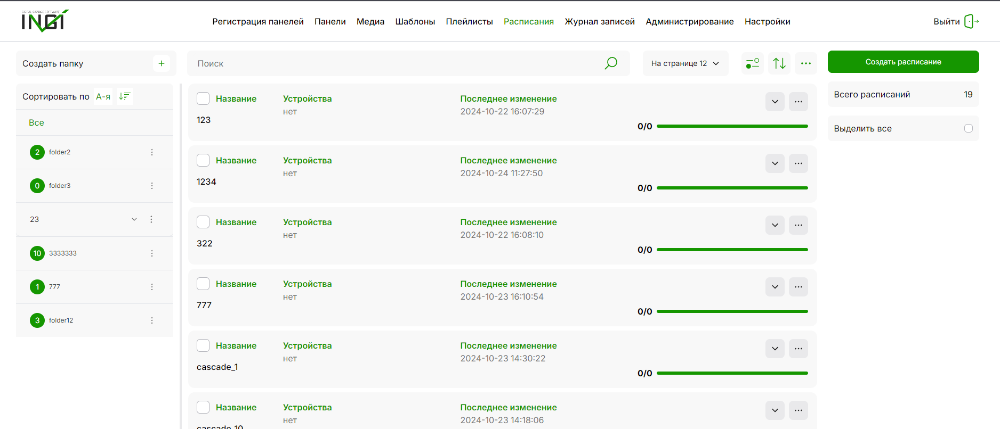 DIGITAL SIGNAGE SOFTWARE
INGI
Регистрация панелей
Панели
Медиа
Шаблоны
Плейлисты
Расписания
Журнал записей
Администрирование
Настройки
Выйти
Создать папку
+
Поиск
На странице 12
Создать расписание
Сортировать по
А-я
Все
2 folder2
0 folder3
23
10 3333333
1 777
3 folder12
Название
Устройства
Последнее изменение
нет
2024-10-22 16:07:29
123
0/0
Название
Устройства
Последнее изменение
нет
2024-10-24 11:27:50
1234
0/0
Название
Устройства
Последнее изменение
нет
2024-10-22 16:08:10
322
0/0
Название
Устройства
Последнее изменение
нет
2024-10-23 16:10:54
777
0/0
Название
Устройства
Последнее изменение
нет
2024-10-23 14:30:22
cascade_1
0/0
Название
Устройства
Последнее изменение
нет
2024-10-23 14:18:06
cascade_10
Всего расписаний 19
Выделить все